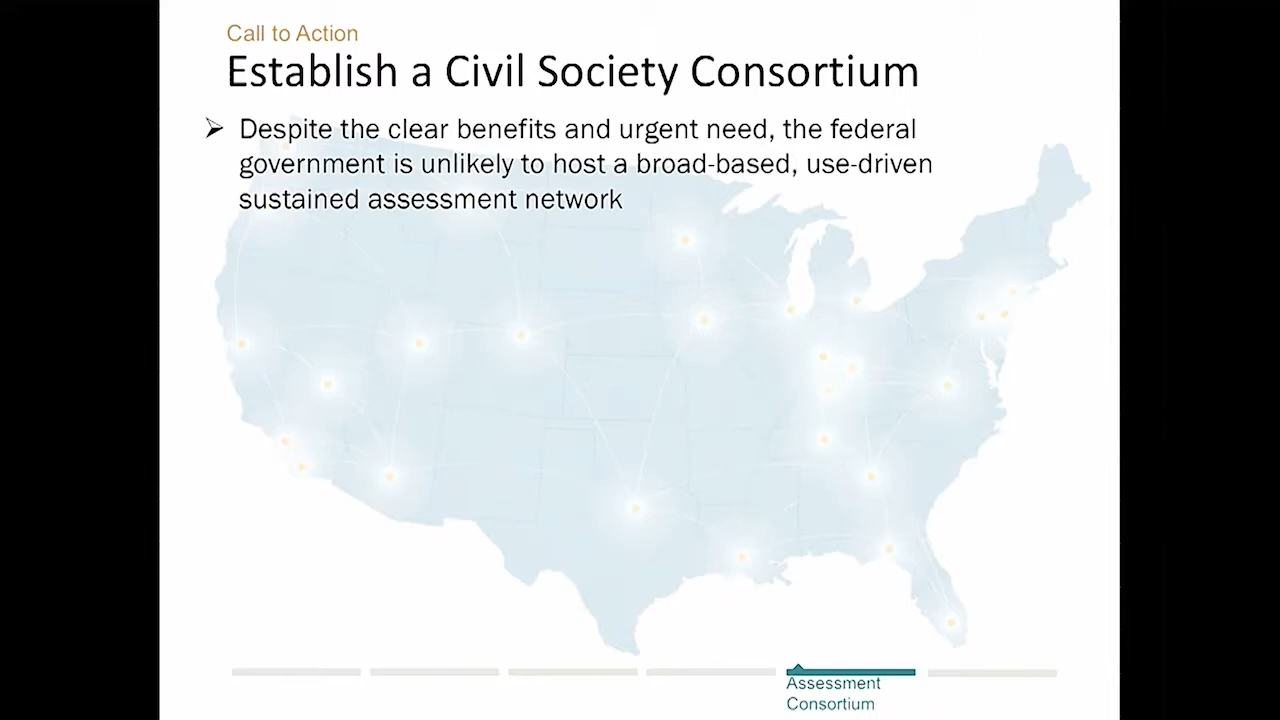 Call to Action
Establish a Civil Society Consortium
➢ Despite the clear benefits and urgent need, the federal
government is unlikely to host a broad-based, use-driven
sustained assessment network
Assessment
Consortium